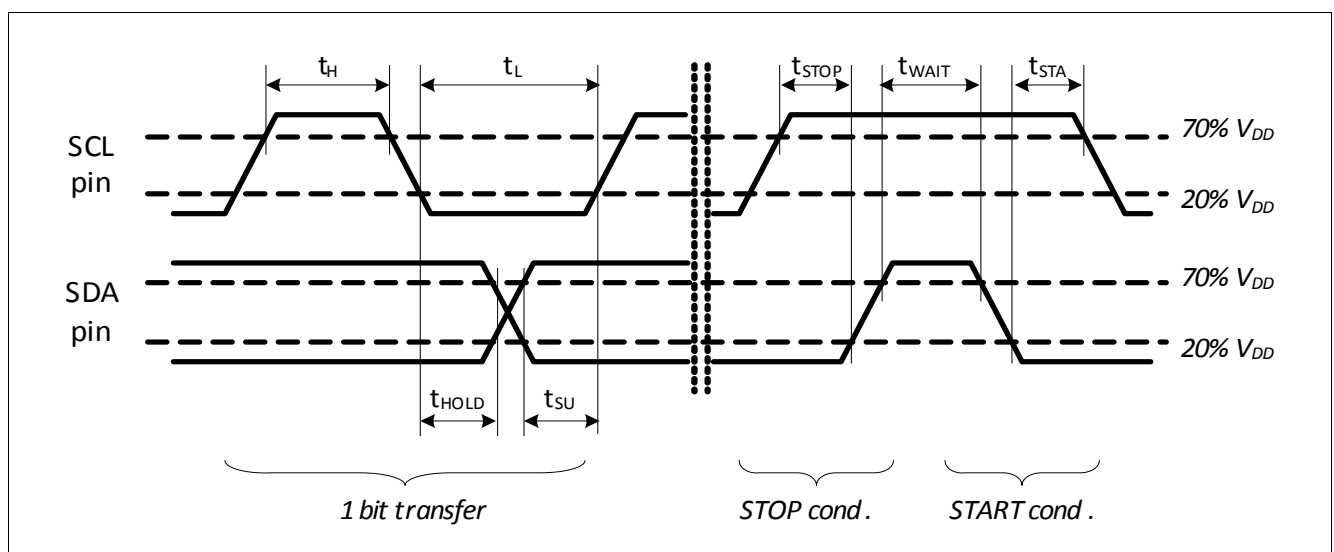 tH
tL
tSTOP
tWAIT
tSTA
SCL
pin
70% VDD
20% VDD
SDA
pin
70% VDD
20% VDD
tHOLD
tSU
1 bit transfer
STOP cond .
START cond .